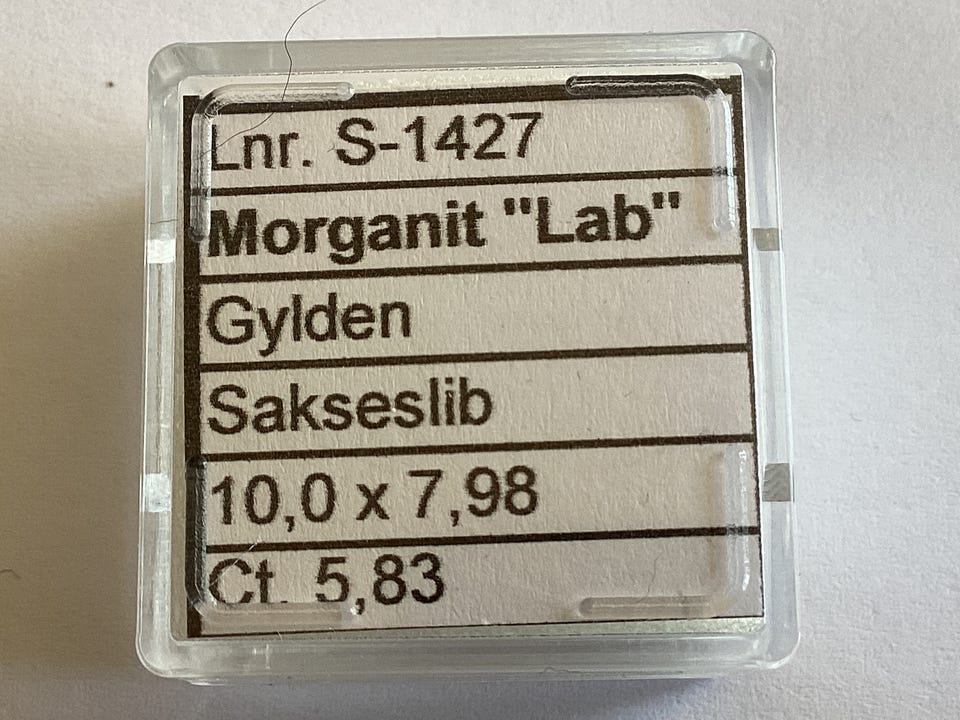 Lnr. S-1427
Morganit "Lab"
Gylden
Sakseslib
10,0 x 7,98
Ct. 5,83